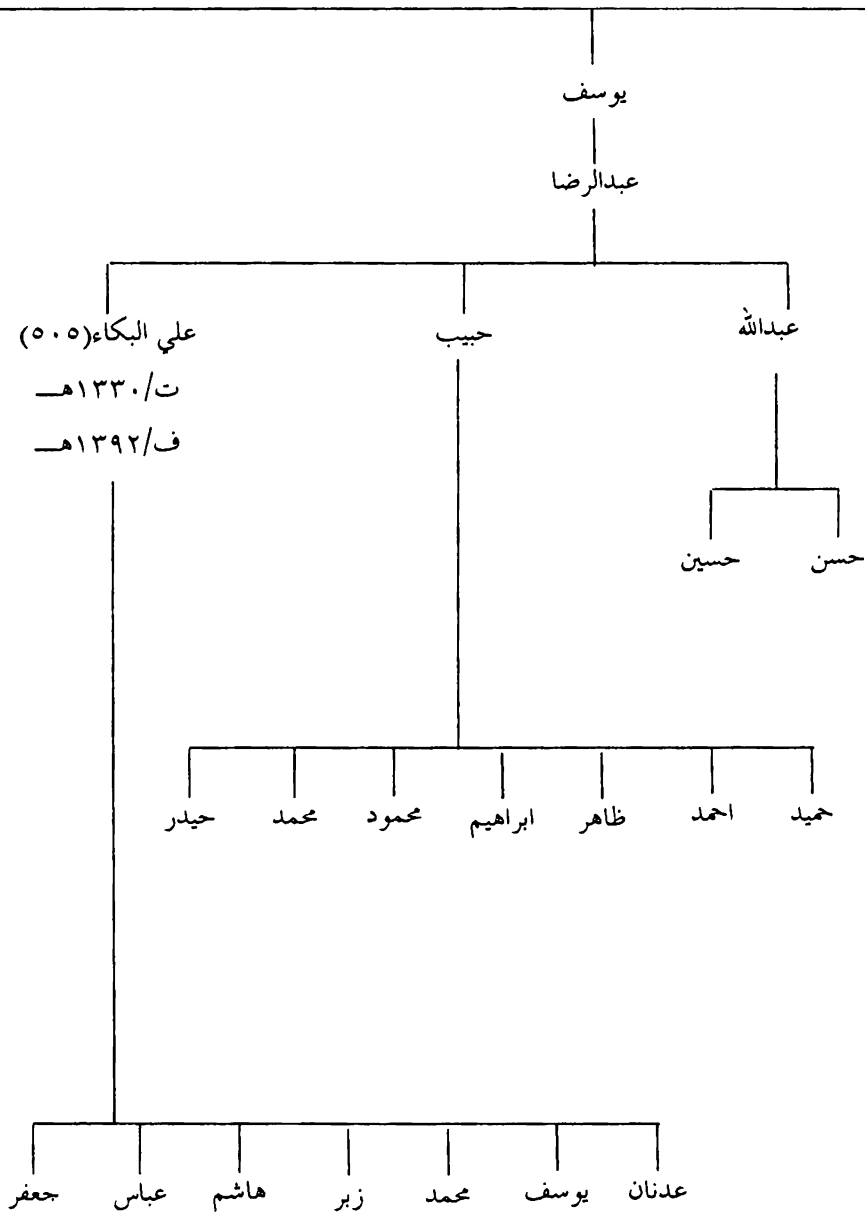 يوسف
عبدالرضا
عبدالله
حبيب
علي البكاء(٥٠٥)
ت/١٣٣٠هـ
ف/١٣٩٢هـ
حسن
حسين
حميد
احمد
ظاهر
ابراهيم
محمود
محمد
حيدر
عدنان
يوسف
محمد
زبر
هاشم
عباس
جعفر